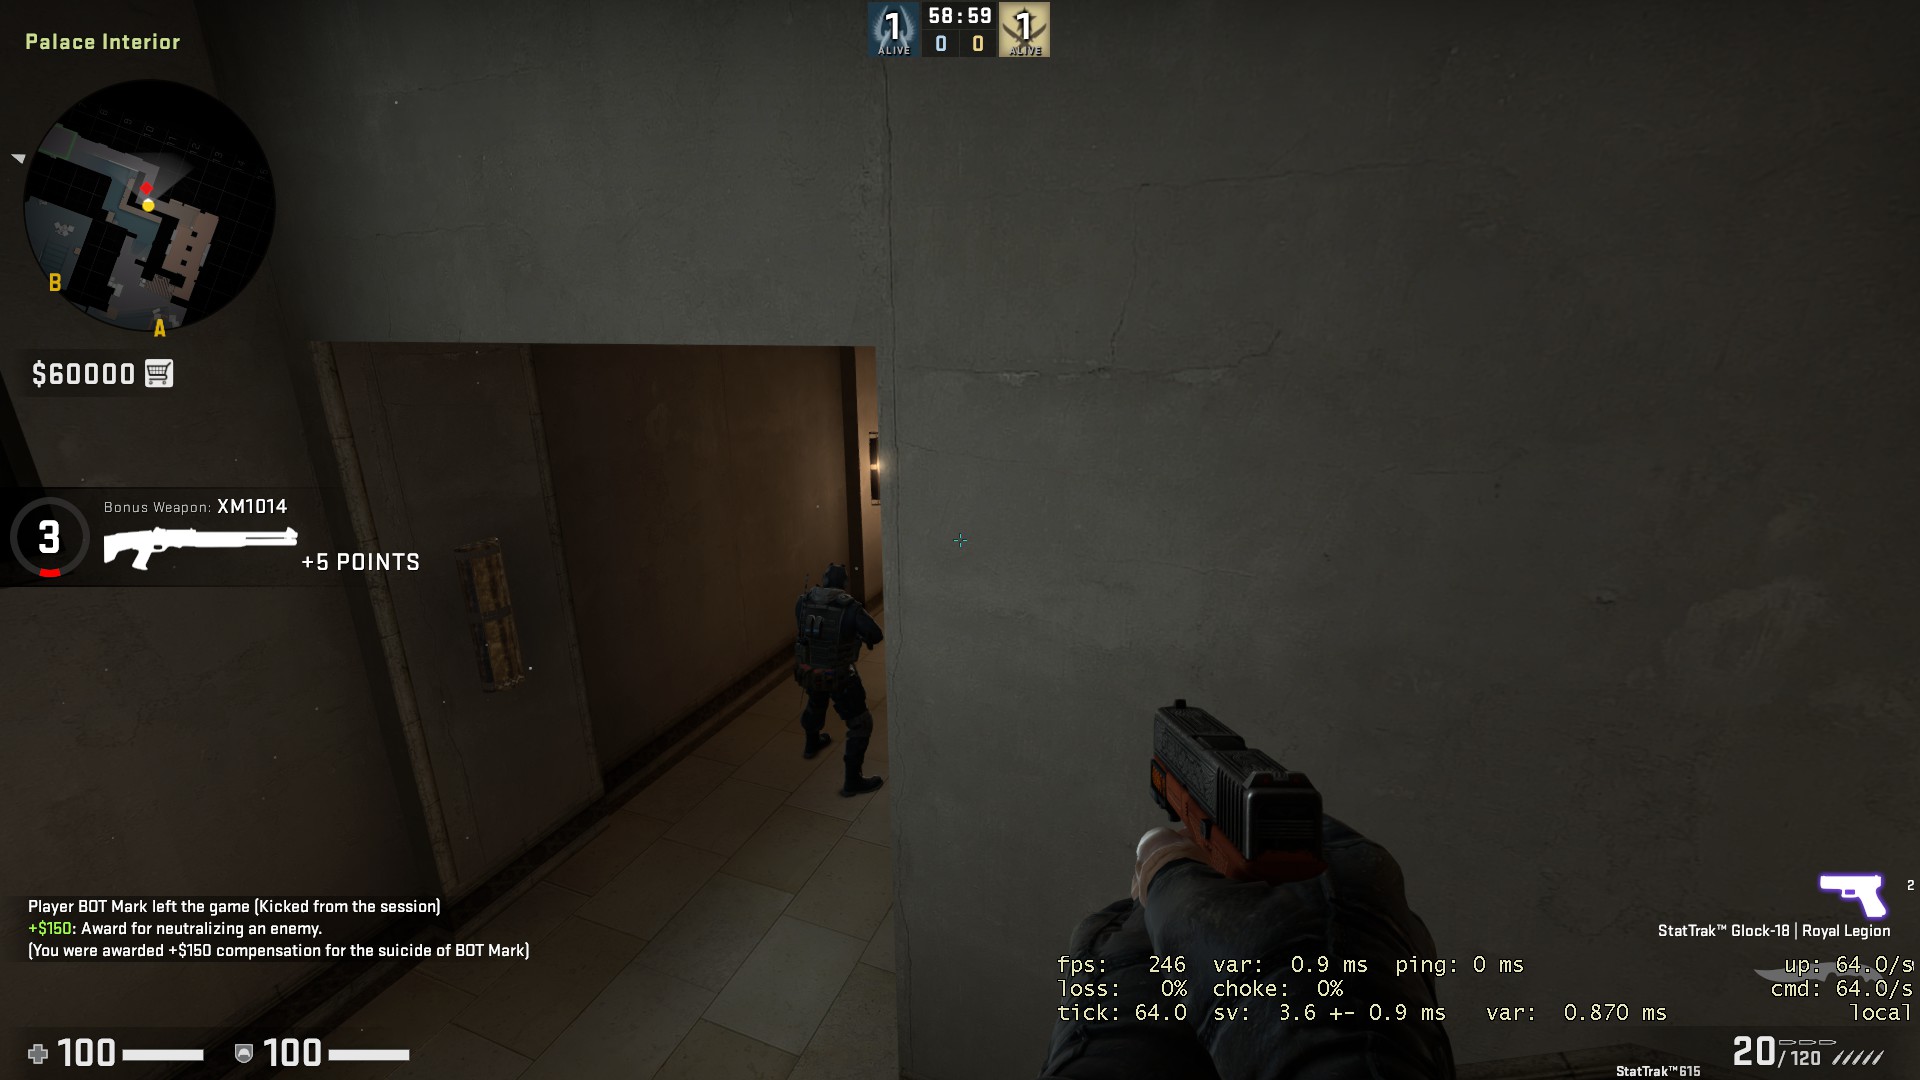 Palace Interior
1 58:59 1
ALIVE 0 0 ALIVE
B
A
$60000
3 Bonus Weapon: XM1014
+5 POINTS
Player BOT Mark left the game (Kicked from the session)
+$150: Award for neutralizing an enemy.
(You were awarded +$150 compensation for the suicide of BOT Mark)
100 100
2
StatTrak™ Glock-18 | Royal Legion
fps: 246 var: 0.9 ms ping: 0 ms up: 64.0/s
loss: 0% choke: 0% cmd: 64.0/s
tick: 64.0 sv: 3.6 +- 0.9 ms var: 0.870 ms local
20/120
StatTrak™615